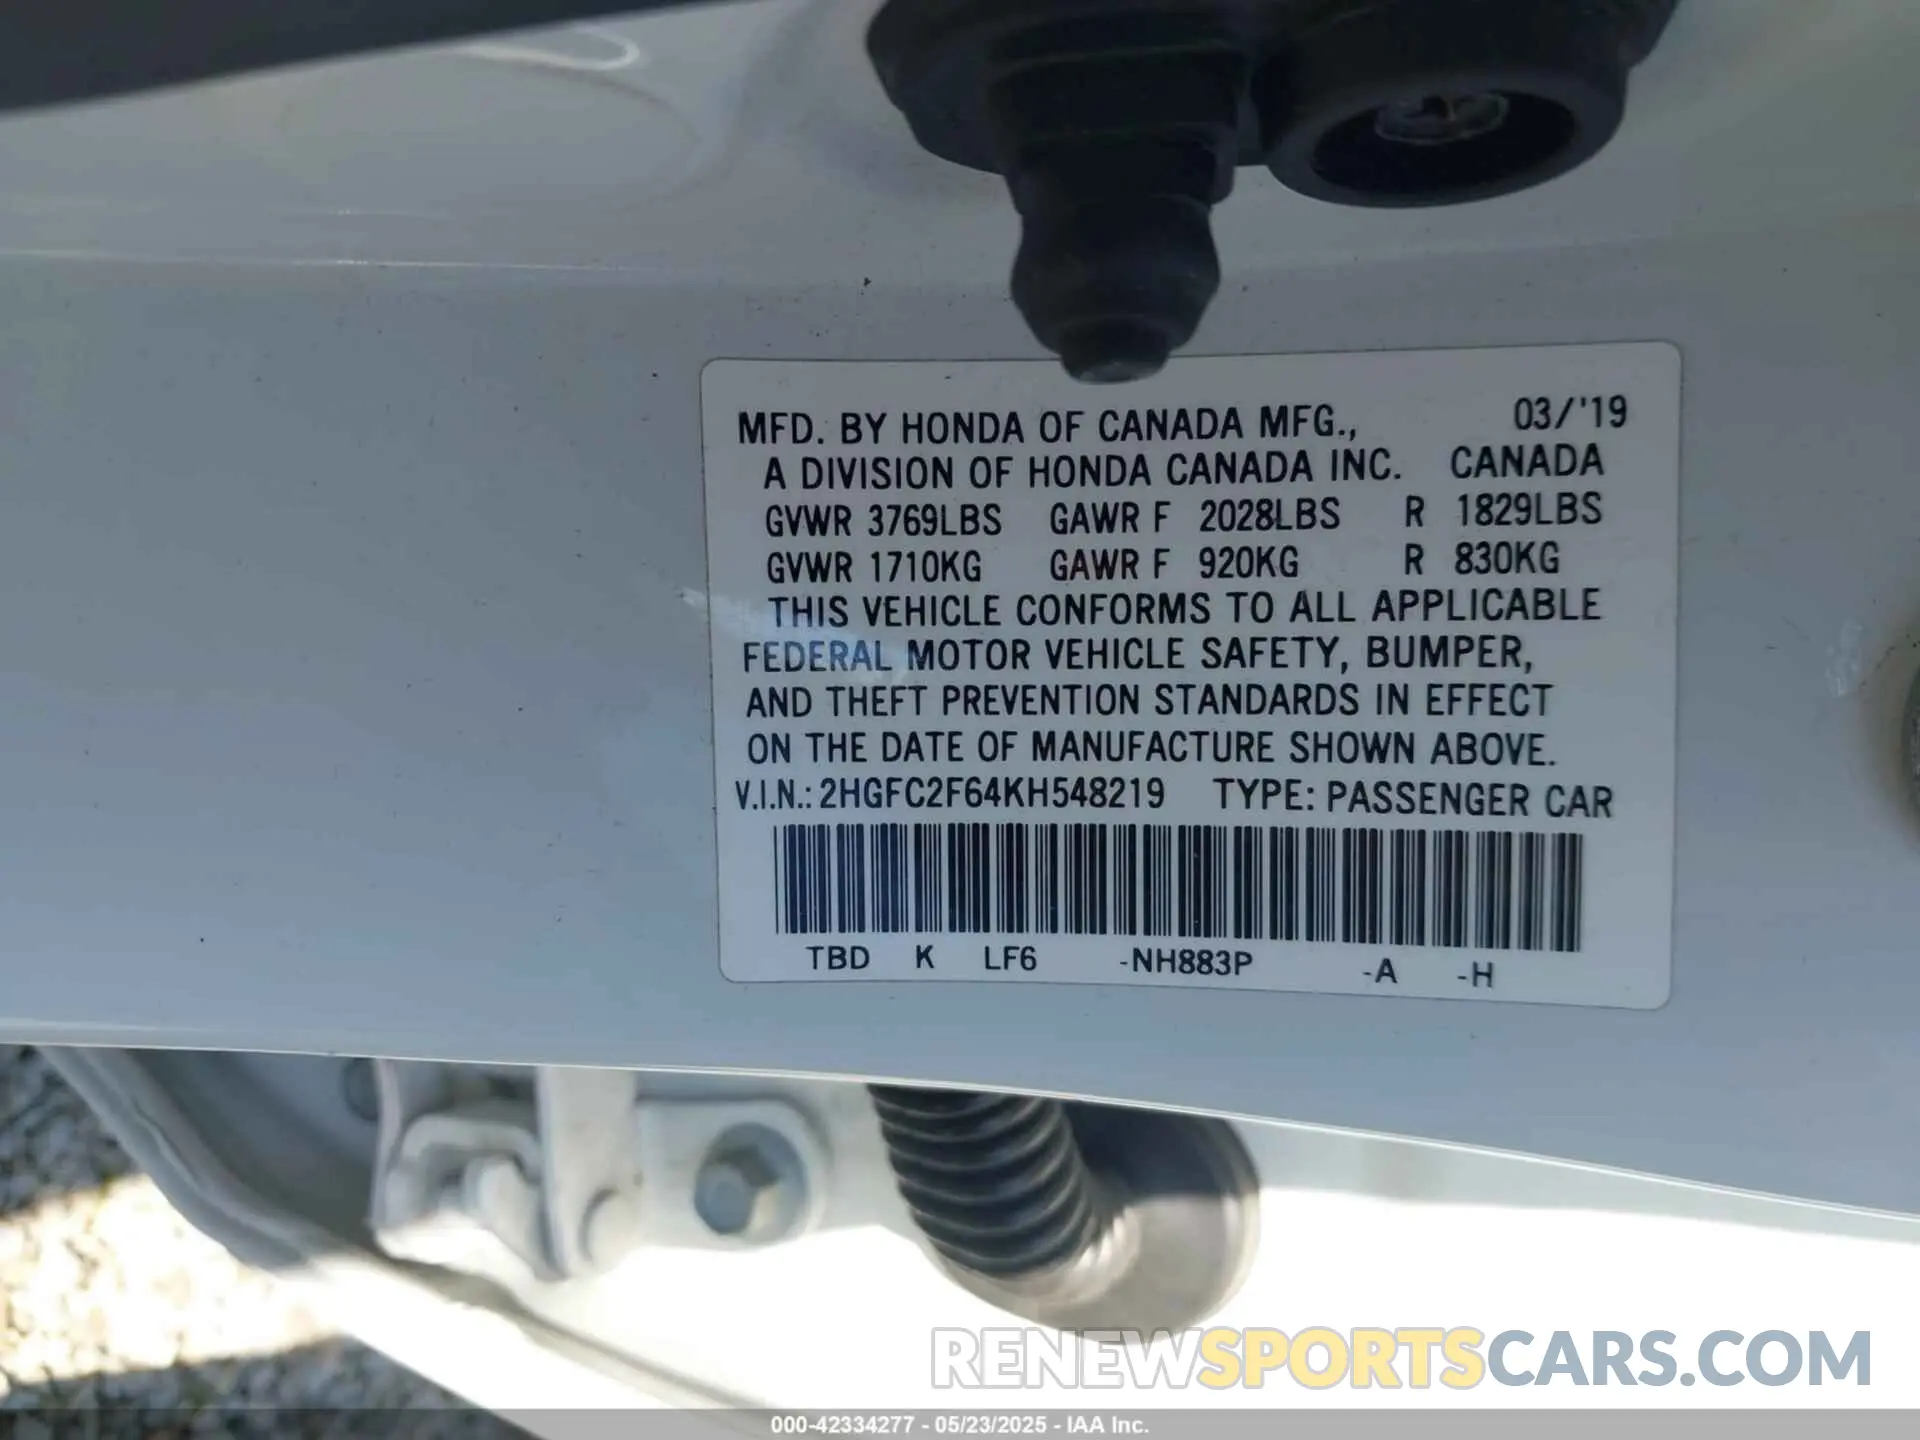 MFD. BY HONDA OF CANADA MFG., 03/'19
A DIVISION OF HONDA CANADA INC. CANADA
GVWR 3769LBS GAWR F 2028LBS R 1829LBS
GVWR 1710KG GAWR F 920KG R 830KG
THIS VEHICLE CONFORMS TO ALL APPLICABLE
FEDERAL MOTOR VEHICLE SAFETY, BUMPER,
AND THEFT PREVENTION STANDARDS IN EFFECT
ON THE DATE OF MANUFACTURE SHOWN ABOVE.
V.I.N.: 2HGFC2F64KH548219 TYPE: PASSENGER CAR
TBD K LF6 -NH883P -A -H
RENEWSPORTSCARS.COM
000-42334277 - 05/23/2025 - IAA Inc.